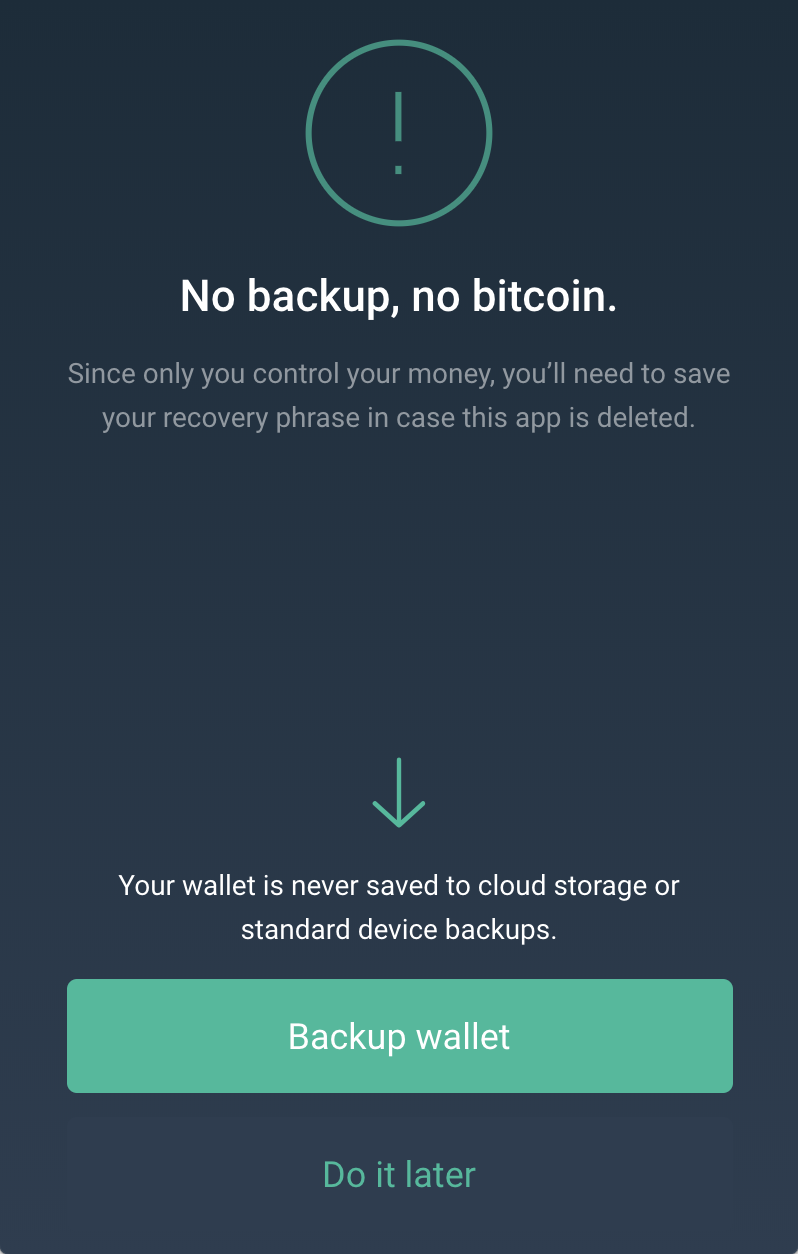 No backup, no bitcoin.
Since only you control your money, you’ll need to save
your recovery phrase in case this app is deleted.
Your wallet is never saved to cloud storage or
standard device backups.
Backup wallet
Do it later